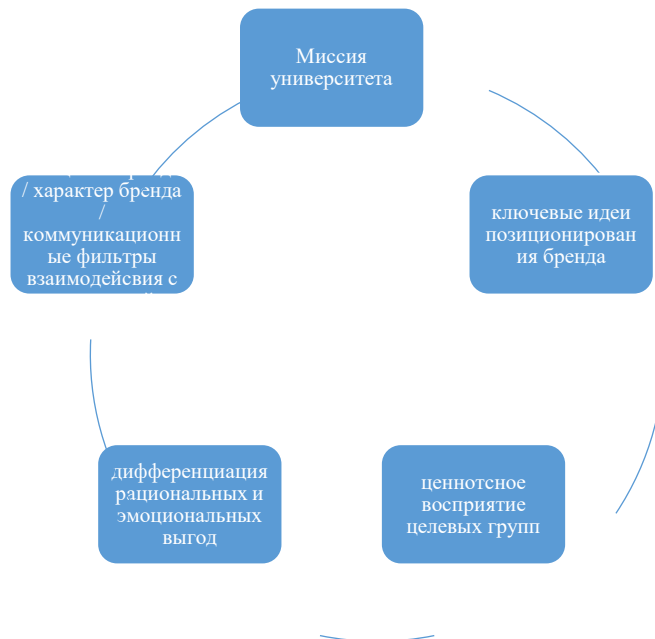 Миссия
университета
ключевые идеи
позиционирован
ия бренда
ценнотсное
восприятие
целевых групп
дифференциация
рациональных и
эмоциональных
выгод
/ характер бренда
/
коммуникационн
ые фильтры
взаимодейсвия с